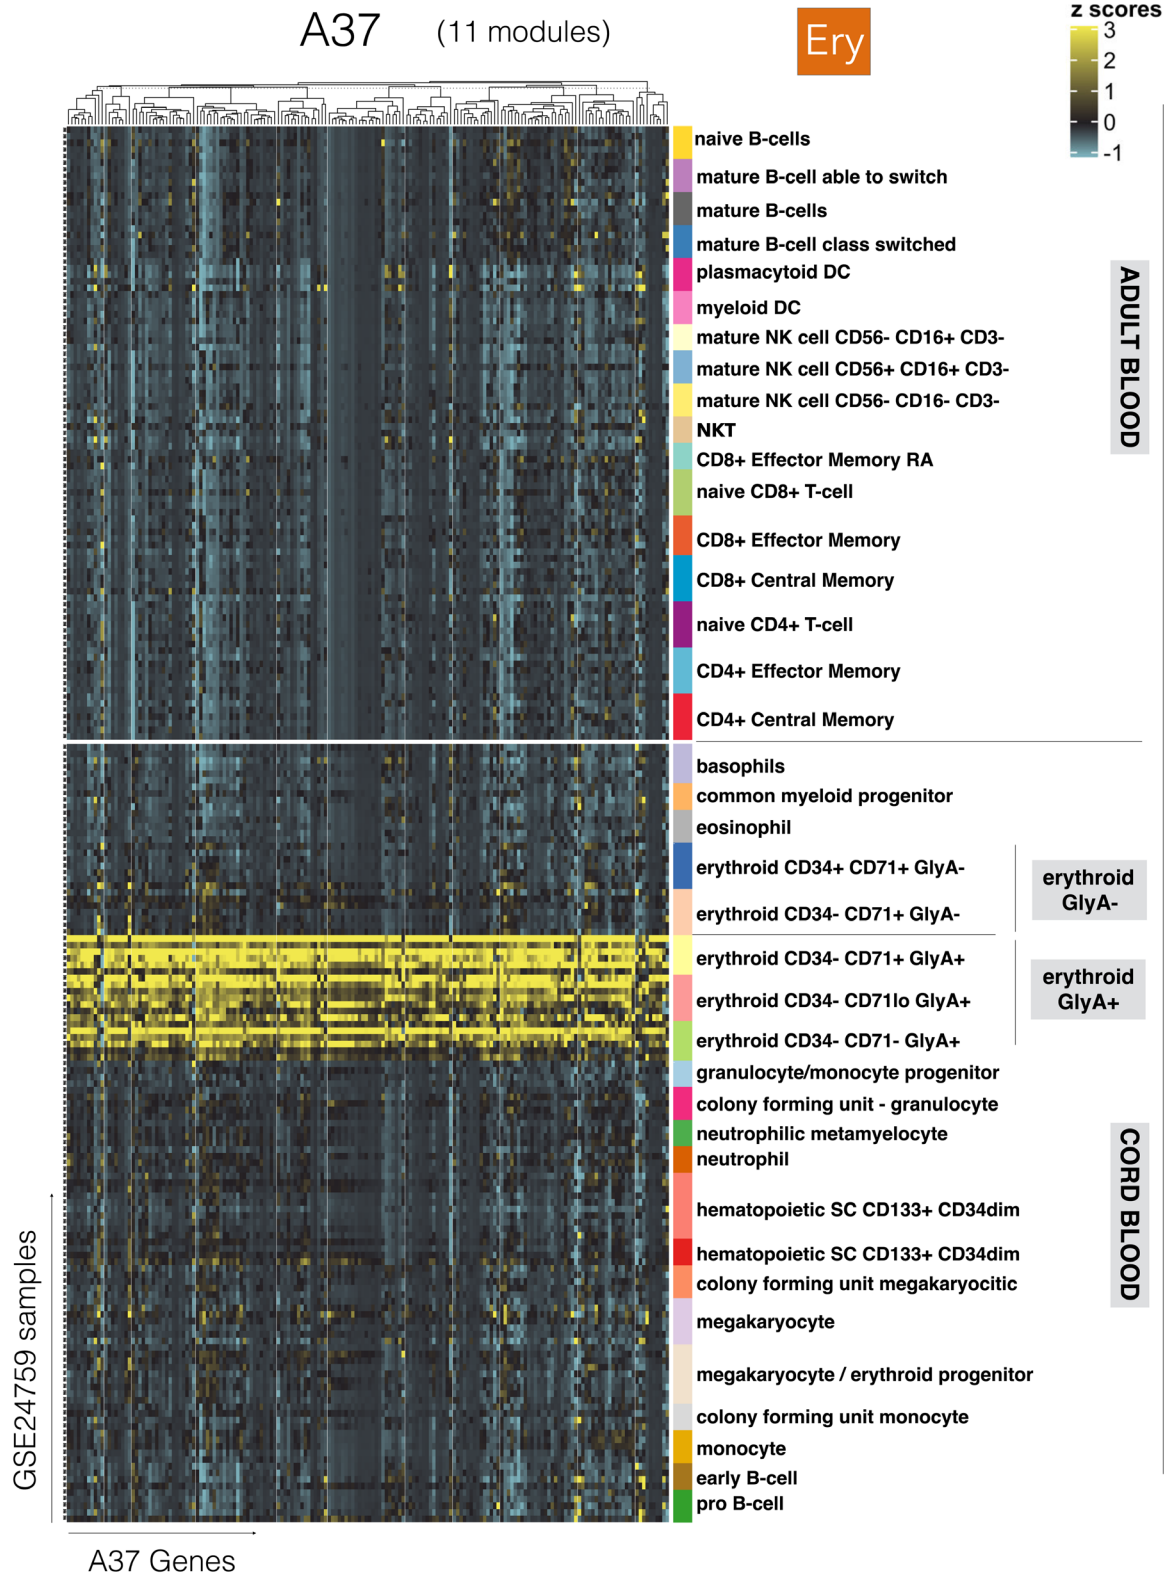 A37 (11 modules)
Ery
z scores
3
2
1
0
-1
naive B-cells
mature B-cell able to switch
mature B-cells
mature B-cell class switched
plasmacytoid DC
myeloid DC
mature NK cell CD56- CD16+ CD3-
mature NK cell CD56+ CD16+ CD3-
mature NK cell CD56- CD16- CD3-
NKT
CD8+ Effector Memory RA
naive CD8+ T-cell
CD8+ Effector Memory
CD8+ Central Memory
naive CD4+ T-cell
CD4+ Effector Memory
CD4+ Central Memory
ADULT BLOOD
basophils
common myeloid progenitor
eosinophil
erythroid CD34+ CD71+ GlyA-
erythroid CD34- CD71+ GlyA-
erythroid
GlyA-
erythroid CD34- CD71+ GlyA+
erythroid CD34- CD71lo GlyA+
erythroid CD34- CD71- GlyA+
erythroid
GlyA+
granulocyte/monocyte progenitor
colony forming unit - granulocyte
neutrophilic metamyelocyte
neutrophil
hematopoietic SC CD133+ CD34dim
hematopoietic SC CD133+ CD34dim
colony forming unit megakaryocitic
megakaryocyte
megakaryocyte / erythroid progenitor
colony forming unit monocyte
monocyte
early B-cell
pro B-cell
CORD BLOOD
GSE24759 samples
A37 Genes